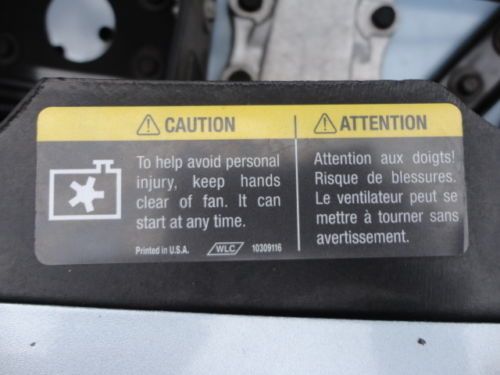 CAUTION
To help avoid personal
injury, keep hands
clear of fan. It can
start at any time.
Printed in U.S.A. WLC 10309116
ATTENTION
Attention aux doigts!
Risque de blessures.
Le ventilateur peut se
mettre à tourner sans
avertissement.